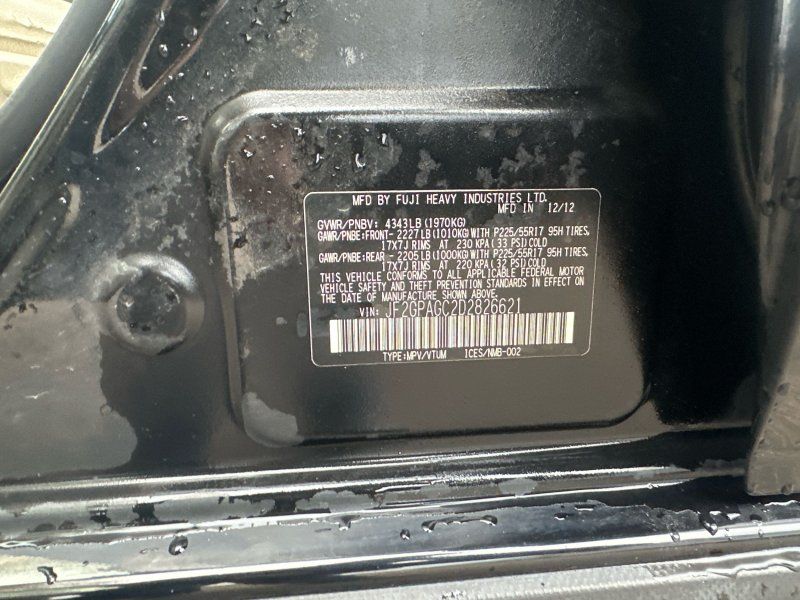 MFD BY FUJI HEAVY INDUSTRIES LTD.
MFD IN 12/12
GVWR/PNBV: 4343LB(1970KG)
GAWR/PNBE:FRONT- 2227LB(1010KG)WITH P225/55R17 95H TIRES,
17X7J RIMS AT 230 KPA(33 PSI)COLD
GAWR/PNBE:REAR - 2205LB(1000KG)WITH P225/55R17 95H TIRES,
17X7J RIMS AT 220 KPA(32 PSI)COLD
THIS VEHICLE CONFORMS TO ALL APPLICABLE FEDERAL MOTOR
VEHICLE SAFETY AND THEFT PREVENTION STANDARDS IN EFFECT ON
THE DATE OF MANUFACTURE SHOWN ABOVE.
VIN: JF2GPAGC2D2826621
TYPE:MPV/VTUM ICES/NMB-002